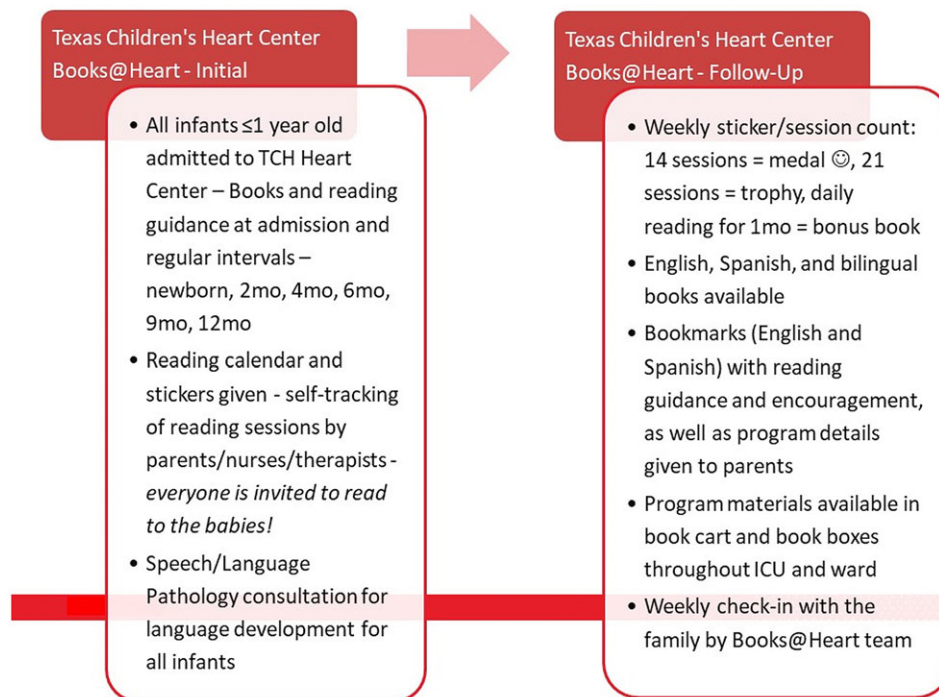 Texas Children's Heart Center
Books@Heart - Initial
• All infants ≤1 year old
admitted to TCH Heart
Center – Books and reading
guidance at admission and
regular intervals –
newborn, 2mo, 4mo, 6mo,
9mo, 12mo
• Reading calendar and
stickers given - self-tracking
of reading sessions by
parents/nurses/therapists -
everyone is invited to read
to the babies!
• Speech/Language
Pathology consultation for
language development for
all infants
Texas Children's Heart Center
Books@Heart - Follow-Up
• Weekly sticker/session count:
14 sessions = medal ☺, 21
sessions = trophy, daily
reading for 1mo = bonus book
• English, Spanish, and bilingual
books available
• Bookmarks (English and
Spanish) with reading
guidance and encouragement,
as well as program details
given to parents
• Program materials available in
book cart and book boxes
throughout ICU and ward
• Weekly check-in with the
family by Books@Heart team